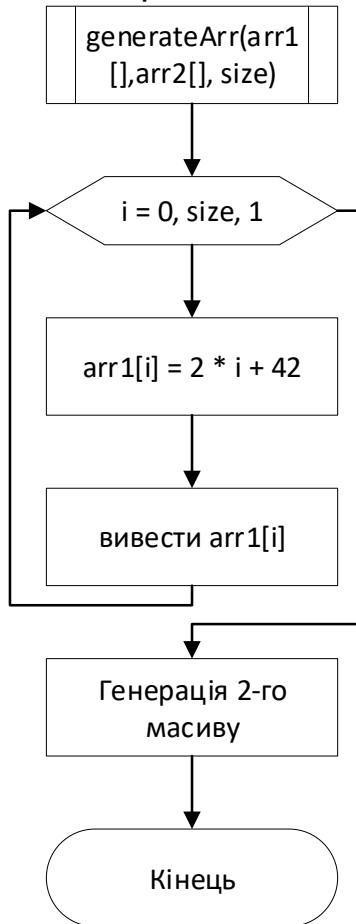 generateArr(arr1
[],arr2[], size)
i = 0, size, 1
arr1[i] = 2 * i + 42
вивести arr1[i]
Генерація 2-го
масиву
Кінець